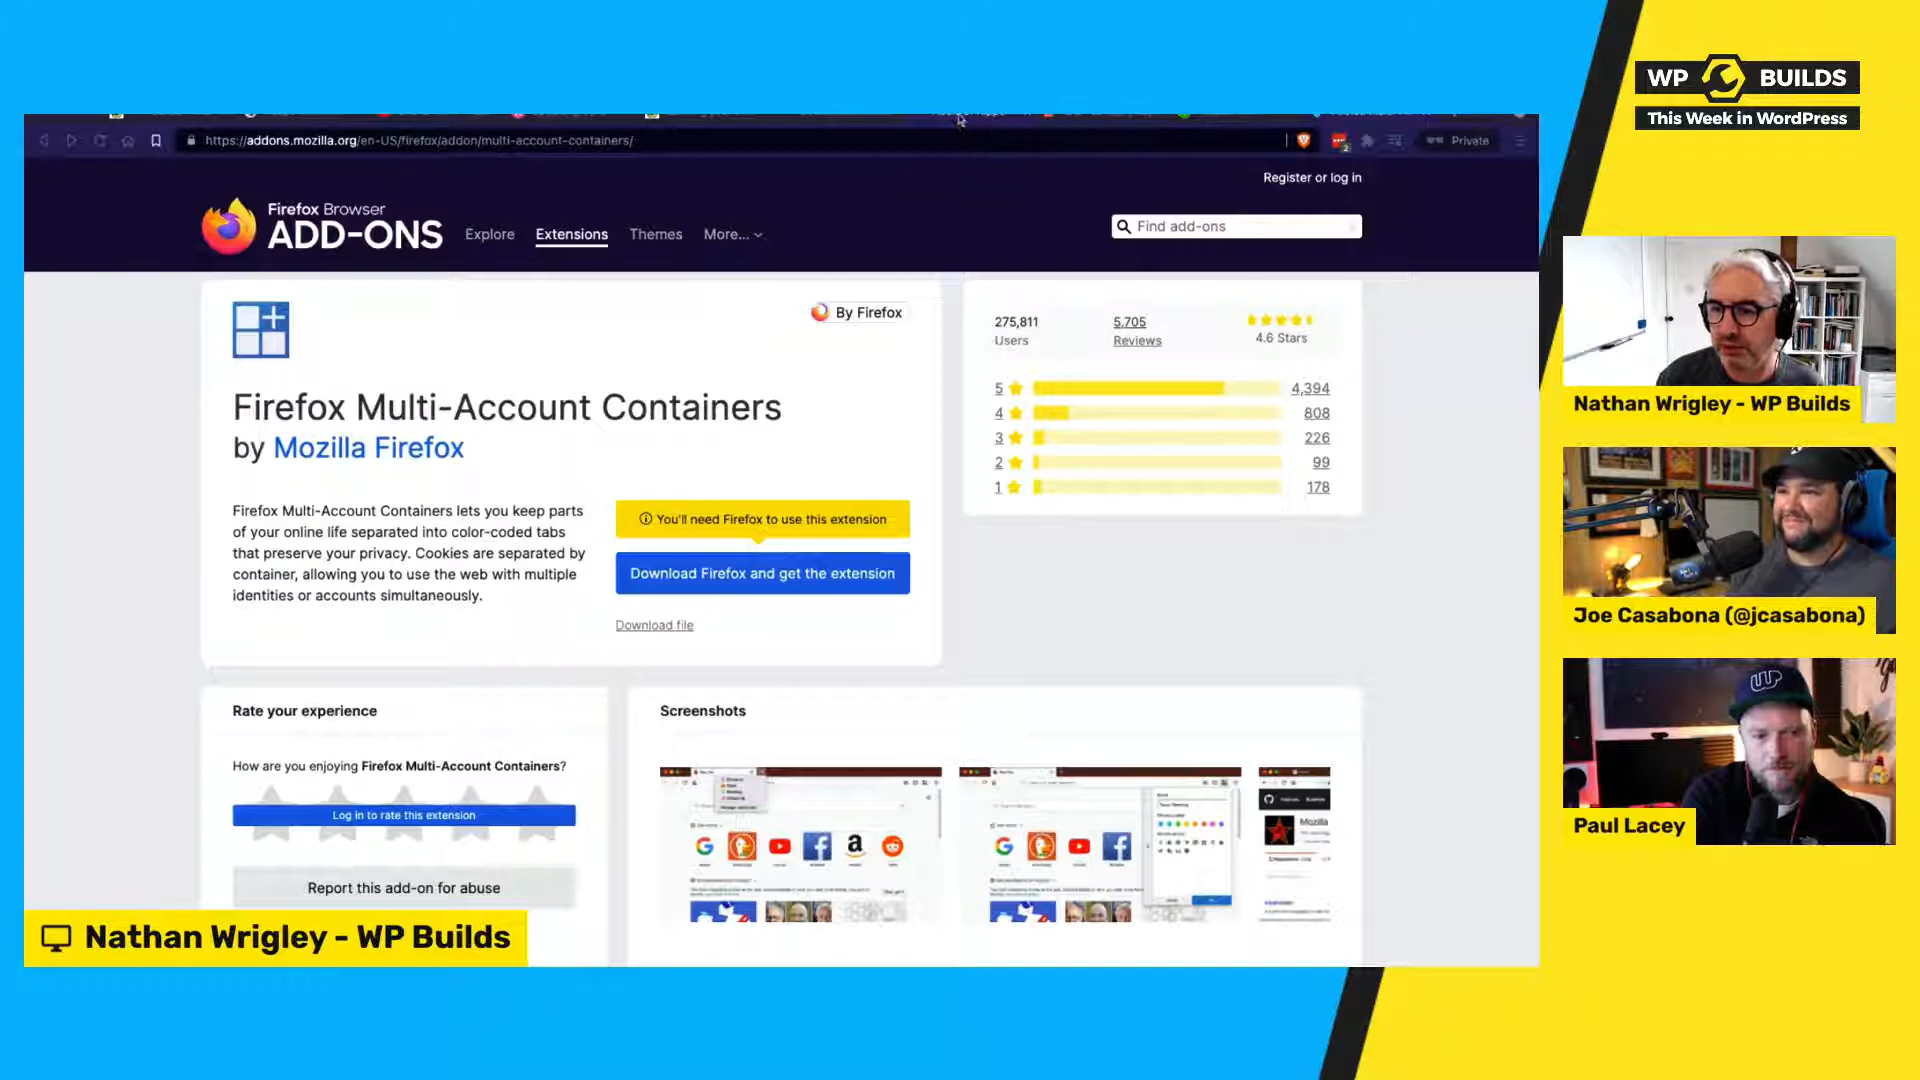 WP BUILDS
This Week in WordPress
https://addons.mozilla.org/en-US/firefox/addon/multi-account-containers/
2
Private
Register or log in
Firefox Browser
ADD-ONS
Explore
Extensions
Themes
More...
Find add-ons
By Firefox
Firefox Multi-Account Containers
by Mozilla Firefox
Firefox Multi-Account Containers lets you keep parts
of your online life separated into color-coded tabs
that preserve your privacy. Cookies are separated by
container, allowing you to use the web with multiple
identities or accounts simultaneously.
You'll need Firefox to use this extension
Download Firefox and get the extension
Download file
275,811
Users
5,705
Reviews
4.6 Stars
5 4,394
4 808
3 226
2 99
1 178
Rate your experience
How are you enjoying Firefox Multi-Account Containers?
Log in to rate this extension
Report this add-on for abuse
Screenshots
Mozilla
Nathan Wrigley - WP Builds
Nathan Wrigley - WP Builds
Joe Casabona (@jcasabona)
Paul Lacey